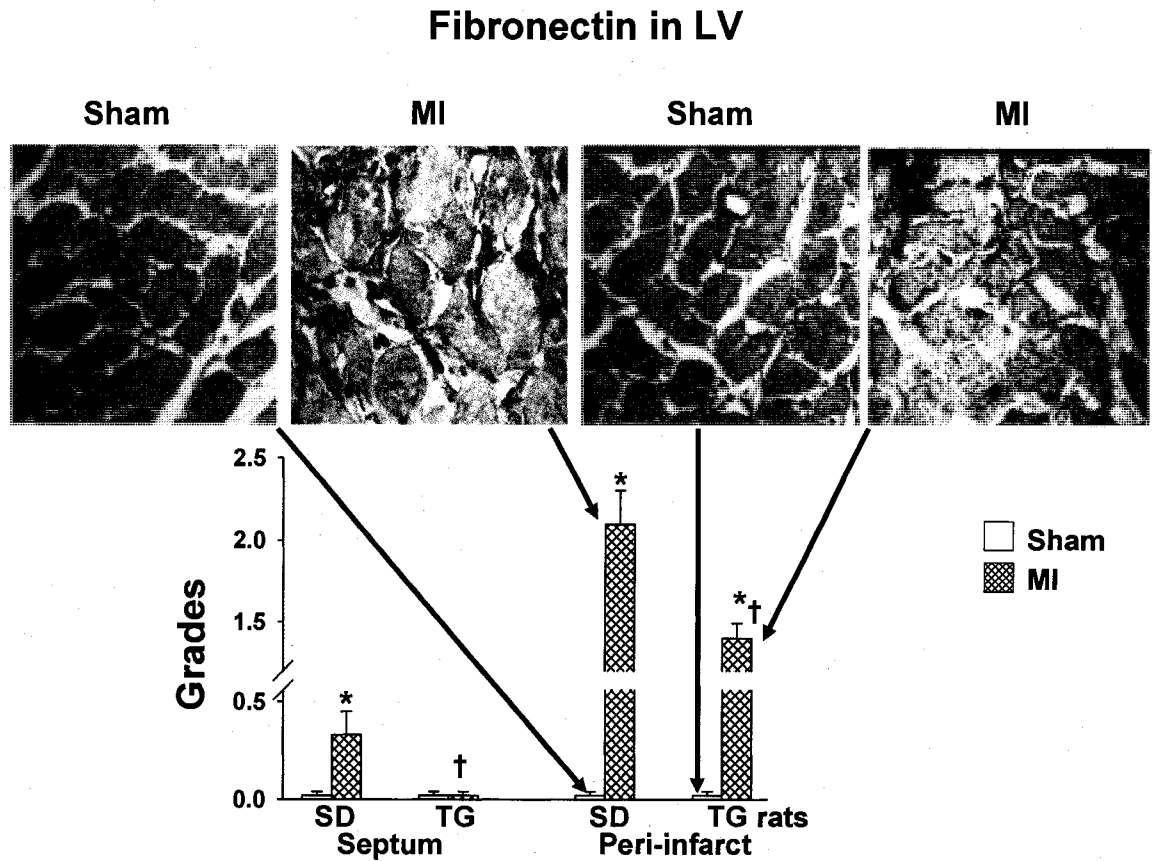 Fibronectin in LV
Sham MI Sham MI
2.5
2.0
1.5
0.5
0.0
Grades
*
†
*
*†
Sham
MI
SD TG SD TG rats
Septum Peri-infarct